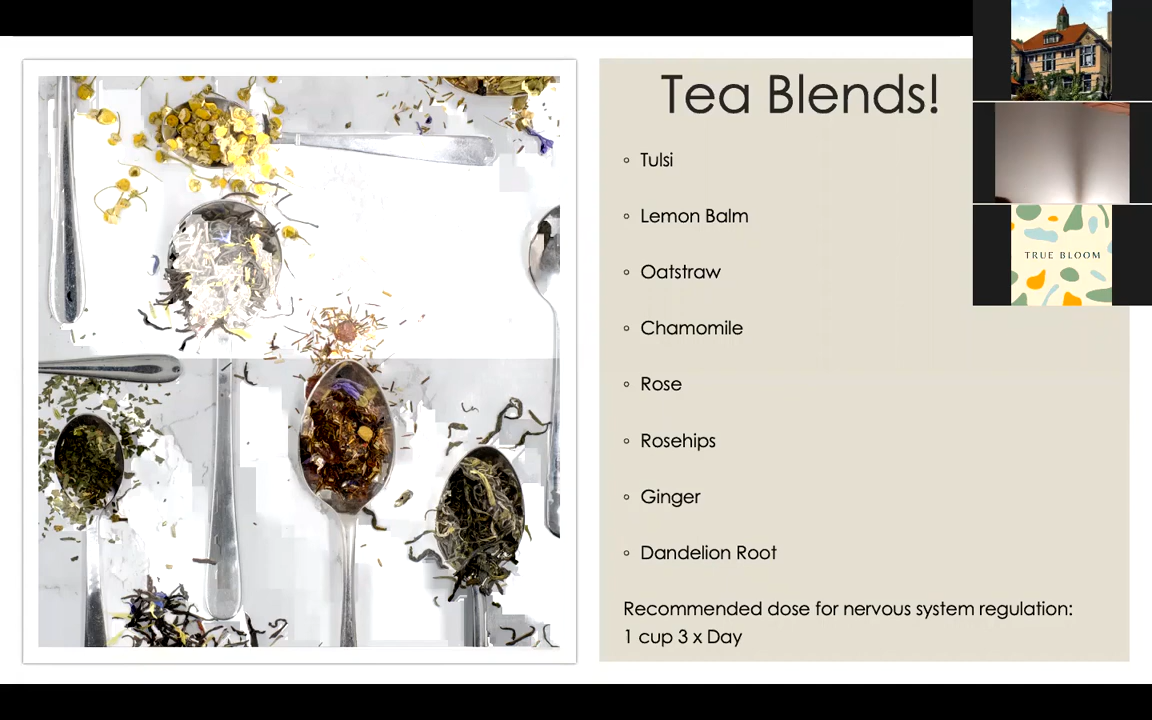 Tea Blends!
◦ Tulsi
◦ Lemon Balm
◦ Oatstraw
◦ Chamomile
◦ Rose
◦ Rosehips
◦ Ginger
◦ Dandelion Root
Recommended dose for nervous system regulation:
1 cup 3 x Day
TRUE BLOOM